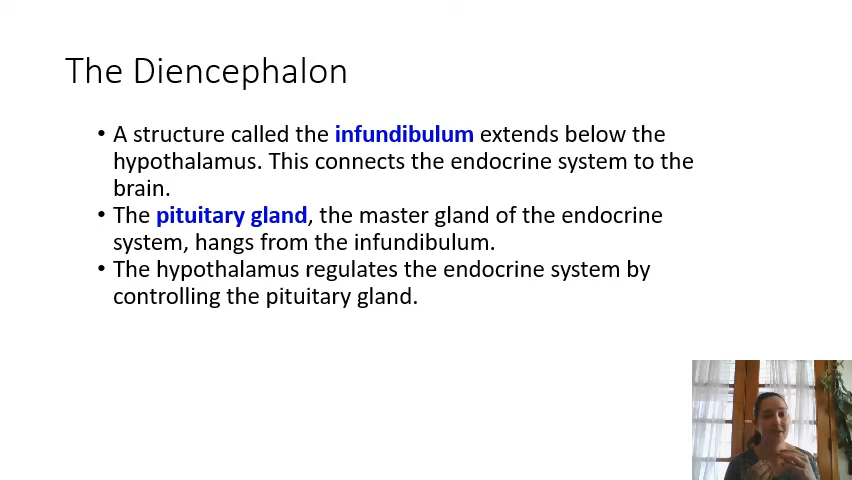 The Diencephalon
• A structure called the infundibulum extends below the
hypothalamus. This connects the endocrine system to the
brain.
• The pituitary gland, the master gland of the endocrine
system, hangs from the infundibulum.
• The hypothalamus regulates the endocrine system by
controlling the pituitary gland.